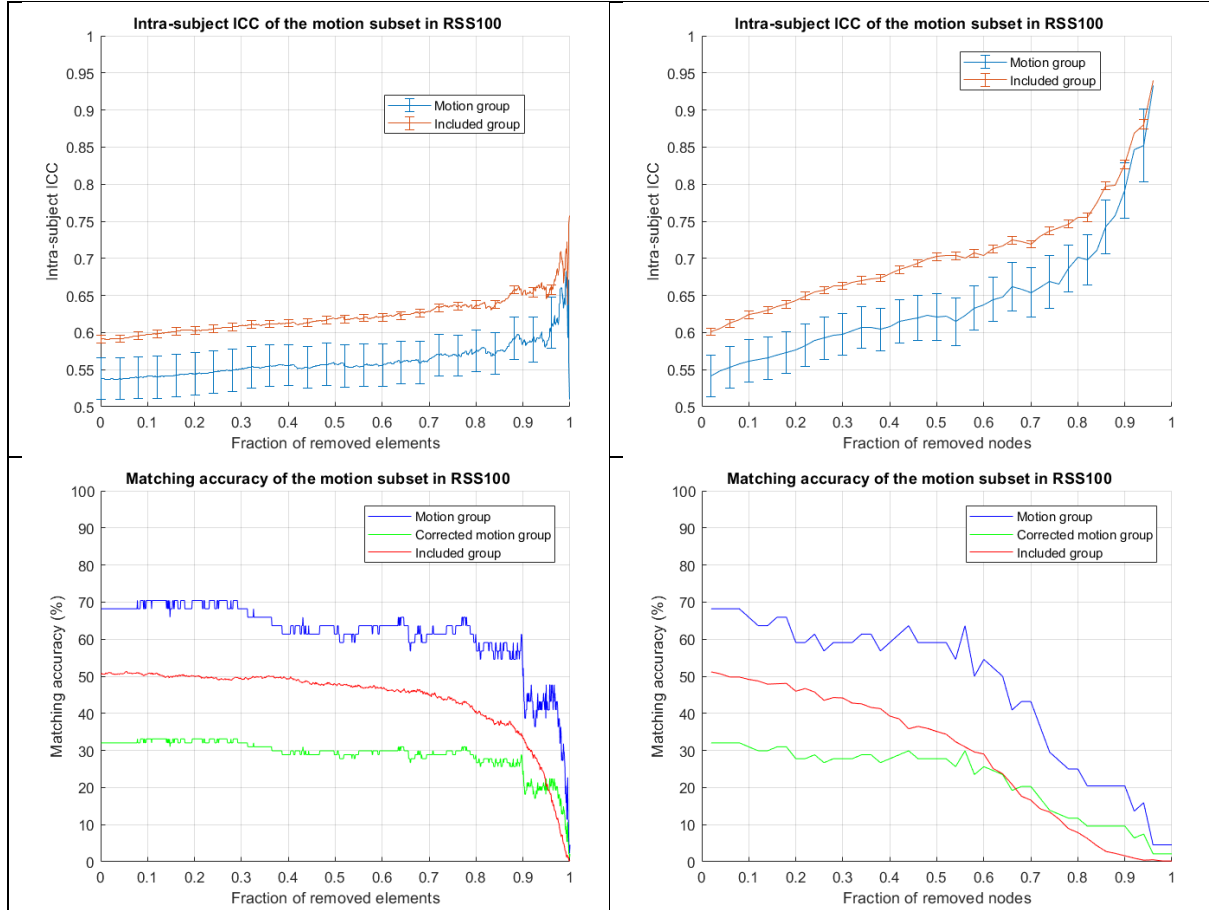 Intra-subject ICC of the motion subset in RSS100
1
0.95
0.9
0.85
0.8
0.75
0.7
0.65
0.6
0.55
0.5
Intra-subject ICC
Motion group
Included group
0 0.1 0.2 0.3 0.4 0.5 0.6 0.7 0.8 0.9 1
Fraction of removed elements
Intra-subject ICC of the motion subset in RSS100
1
0.95
0.9
0.85
0.8
0.75
0.7
0.65
0.6
0.55
0.5
Intra-subject ICC
Motion group
Included group
0 0.1 0.2 0.3 0.4 0.5 0.6 0.7 0.8 0.9 1
Fraction of removed nodes
Matching accuracy of the motion subset in RSS100
100
90
80
70
60
50
40
30
20
10
0
Matching accuracy (%)
Motion group
Corrected motion group
Included group
0 0.1 0.2 0.3 0.4 0.5 0.6 0.7 0.8 0.9 1
Fraction of removed elements
Matching accuracy of the motion subset in RSS100
100
90
80
70
60
50
40
30
20
10
0
Matching accuracy (%)
Motion group
Corrected motion group
Included group
0 0.1 0.2 0.3 0.4 0.5 0.6 0.7 0.8 0.9 1
Fraction of removed nodes